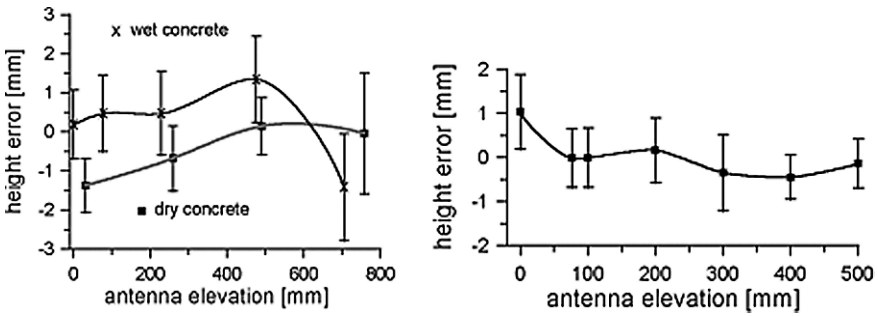 3
2
1
0
-1
-2
-3
height error [mm]
x wet concrete
■ dry concrete
0 200 400 600 800
antenna elevation [mm]
2
1
0
-1
-2
height error [mm]
0 100 200 300 400 500
antenna elevation [mm]